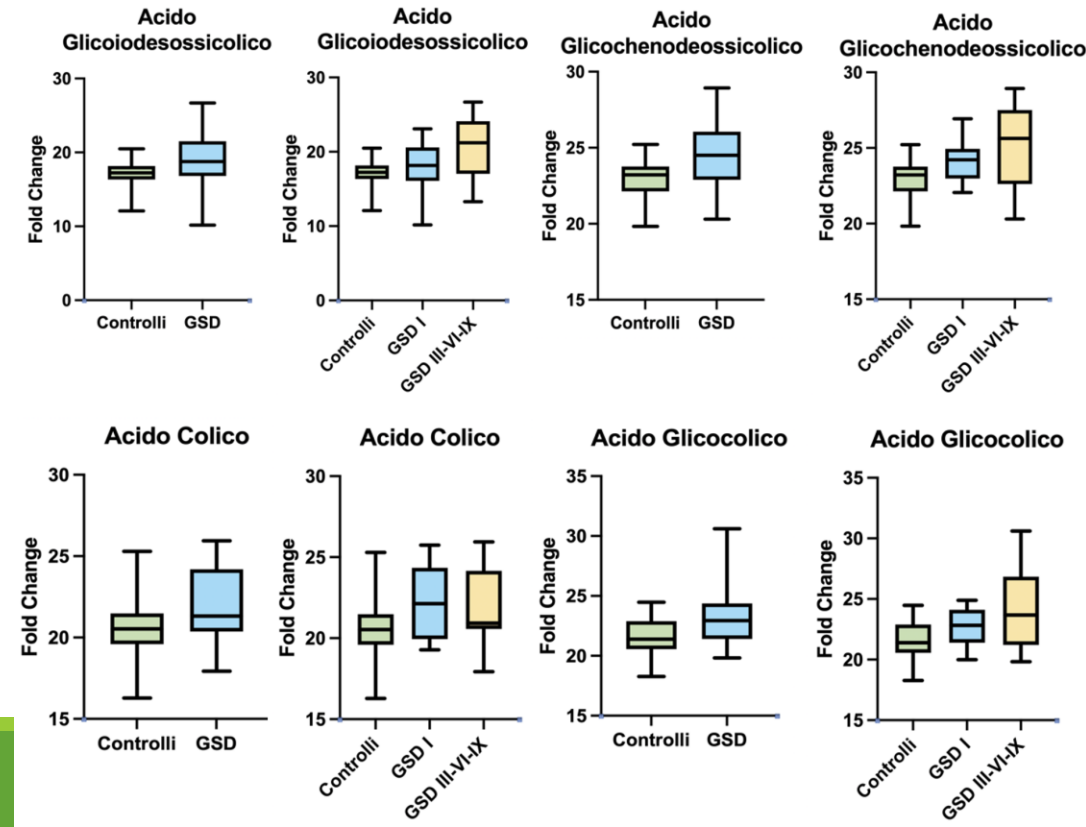 Acido
Glicoiodesossicolico
30
20
10
0
Fold Change
Controlli GSD
Acido
Glicoiodesossicolico
30
20
10
0
Fold Change
Controlli
GSD I
GSD III-VI-IX
Acido
Glicochenodeossicolico
30
25
20
15
Fold Change
Controlli GSD
Acido
Glicochenodeossicolico
30
25
20
15
Fold Change
Controlli
GSD I
GSD III-VI-IX
Acido Colico
30
25
20
15
Fold Change
Controlli GSD
Acido Colico
30
25
20
15
Fold Change
Controlli
GSD I
GSD III-VI-IX
Acido Glicocolico
35
30
25
20
15
Fold Change
Controlli GSD
Acido Glicocolico
35
30
25
20
15
Fold Change
Controlli
GSD I
GSD III-VI-IX